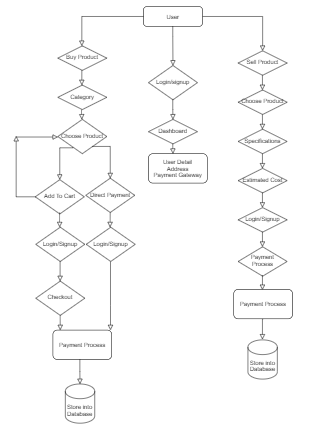 User
Buy Product
Login/signup
Sell Product
Category
Choose Product
Choose Product
Dashboard
Specifications
User Detail
Address
Payment Gateway
Estimated Cost
Add To Cart
Direct Payment
Login/Signup
Login/Signup
Login/Signup
Payment
Process
Checkout
Payment Process
Payment Process
Store into
Database
Store into
Database